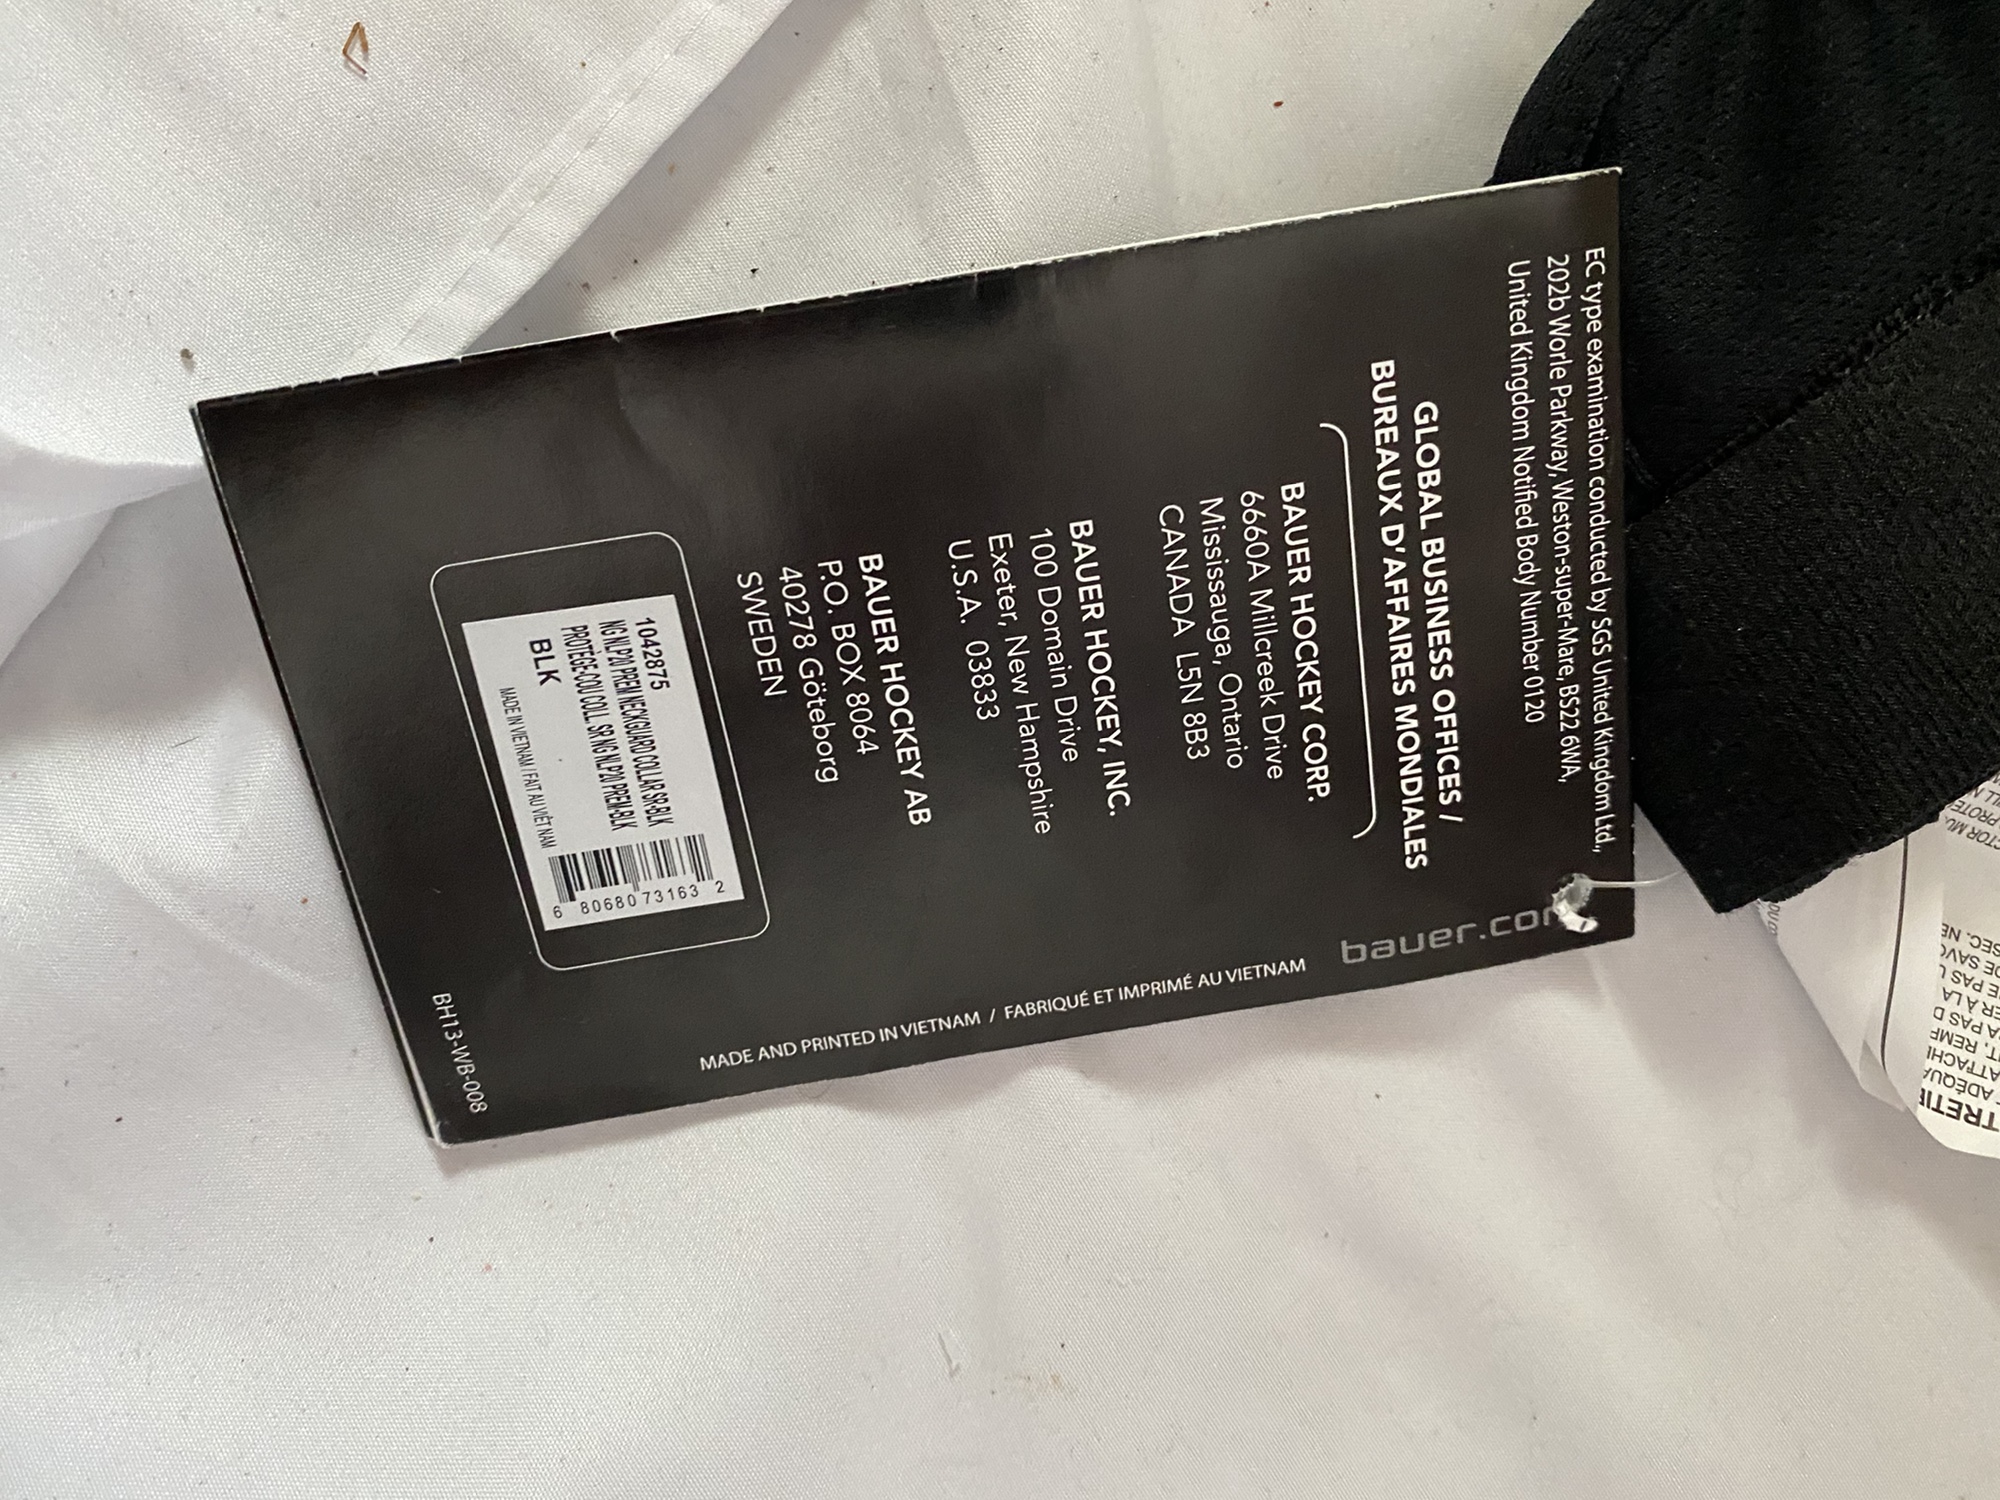 EC type examination conducted by SGS United Kingdom Ltd.,
202b Worle Parkway, Weston-super-Mare, BS22 6WA,
United Kingdom Notified Body Number 0120
GLOBAL BUSINESS OFFICES /
BUREAUX D'AFFAIRES MONDIALES
BAUER HOCKEY CORP.
6660A Millcreek Drive
Mississauga, Ontario
CANADA L5N 8B3
BAUER HOCKEY, INC.
100 Domain Drive
Exeter, New Hampshire
U.S.A. 03833
BAUER HOCKEY AB
P.O. BOX 8064
40278 Göteborg
SWEDEN
1042875
NG NLP20 PREM NECKGUARD COLLAR SR-BLK
PROTÈGE-COU COLL. SR NG NLP20 PREM-BLK
BLK
MADE IN VIETNAM / FAIT AU VIÊT NAM
6 80680 73163 2
BH13-WB-008
MADE AND PRINTED IN VIETNAM / FABRIQUÉ ET IMPRIMÉ AU VIETNAM
bauer.com